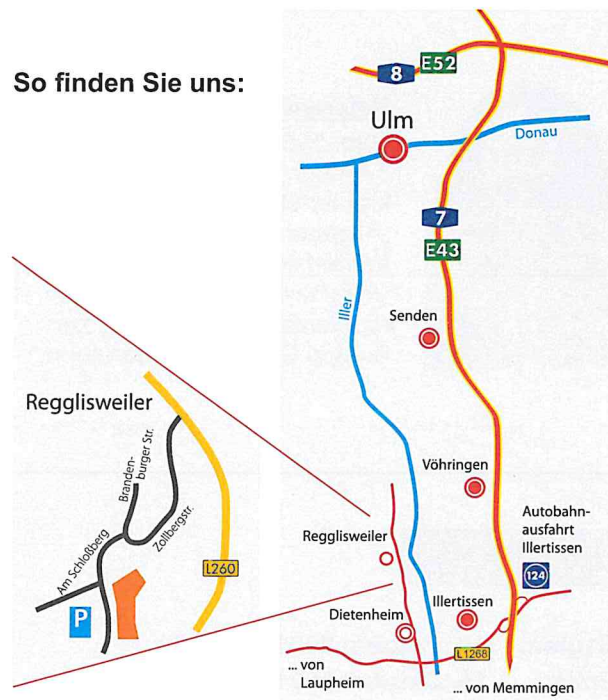 So finden Sie uns:
8
E52
Ulm
Donau
7
E43
Iller
Senden
Regglisweiler
Branden-
burger Str.
Zollbergstr.
Am Schloßberg
L260
P
Vöhringen
Autobahn-
ausfahrt
Illertissen
124
Regglisweiler
Dietenheim
Illertissen
L1268
... von
Laupheim
... von Memmingen